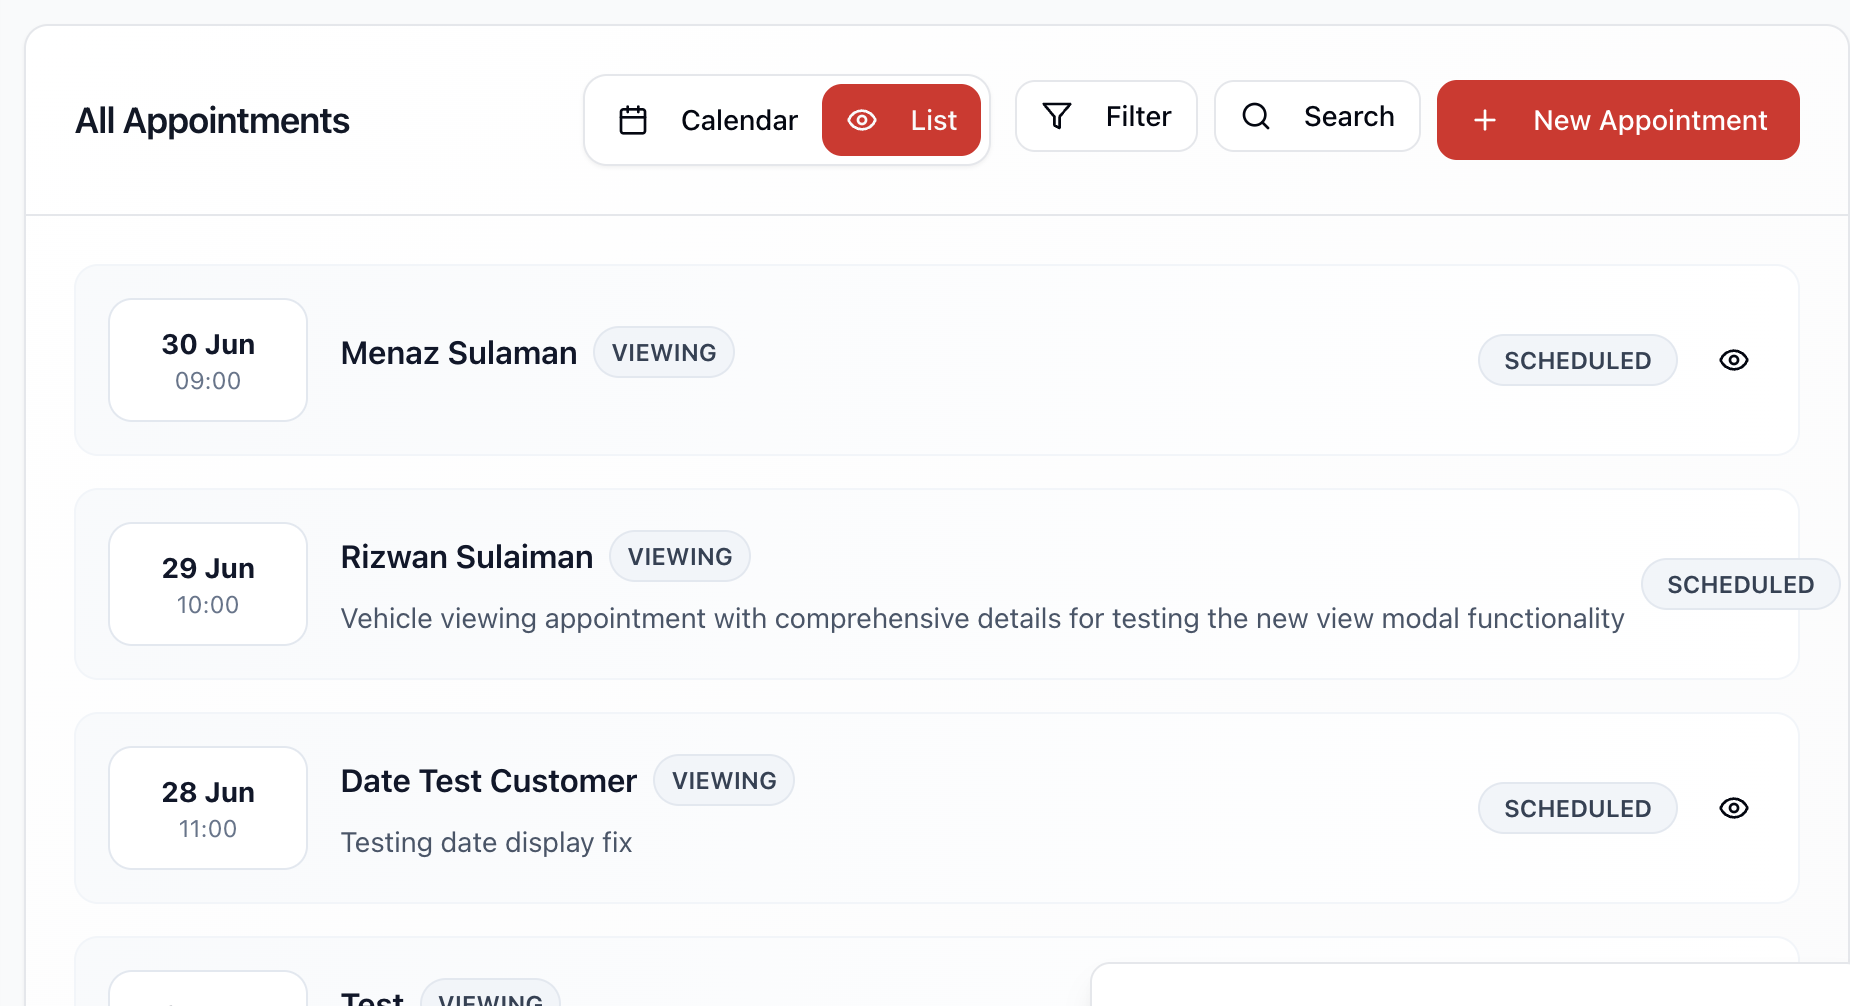 All Appointments
Calendar
List
Filter
Search
New Appointment
30 Jun
09:00
Menaz Sulaman
VIEWING
SCHEDULED
29 Jun
10:00
Rizwan Sulaiman
VIEWING
Vehicle viewing appointment with comprehensive details for testing the new view modal functionality
SCHEDULED
28 Jun
11:00
Date Test Customer
VIEWING
Testing date display fix
SCHEDULED
Test
VIEWING